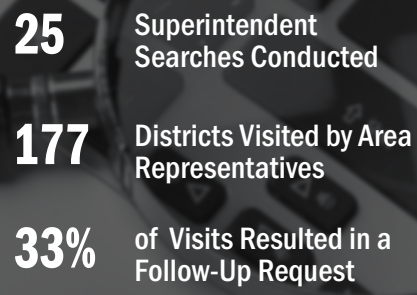 25 Superintendent
Searches Conducted
177 Districts Visited by Area
Representatives
33% of Visits Resulted in a
Follow-Up Request